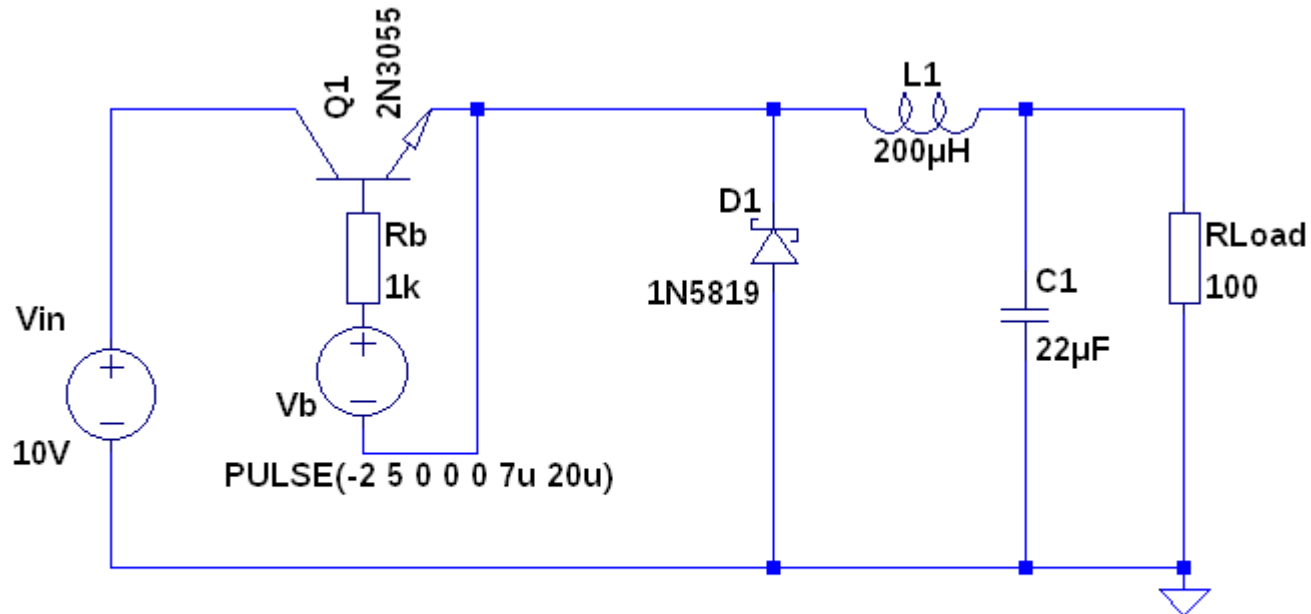 Q1
2N3055
L1
200µH
Rb
1k
D1
1N5819
RLoad
100
C1
22µF
Vin
10V
Vb
PULSE(-2 5 0 0 0 7u 20u)